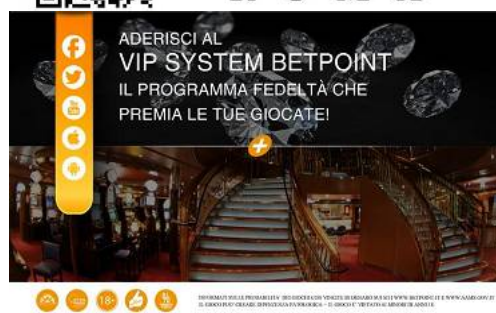 ADERISCI AL
VIP SYSTEM BETPOINT
IL PROGRAMMA FEDELTÀ CHE
PREMIA LE TUE GIOCATE!
18+